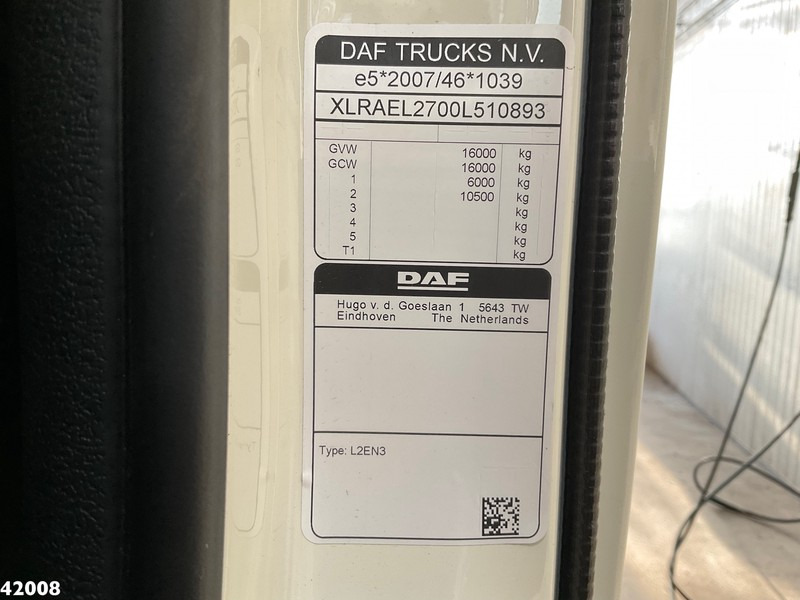 DAF TRUCKS N.V.
e5*2007/46*1039
XLRAEL2700L510893
GVW 16000 kg
GCW 16000 kg
1 6000 kg
2 10500 kg
3 kg
4 kg
5 kg
T1 kg
DAF
Hugo v. d. Goeslaan 1 5643 TW
Eindhoven The Netherlands
Type: L2EN3
42008